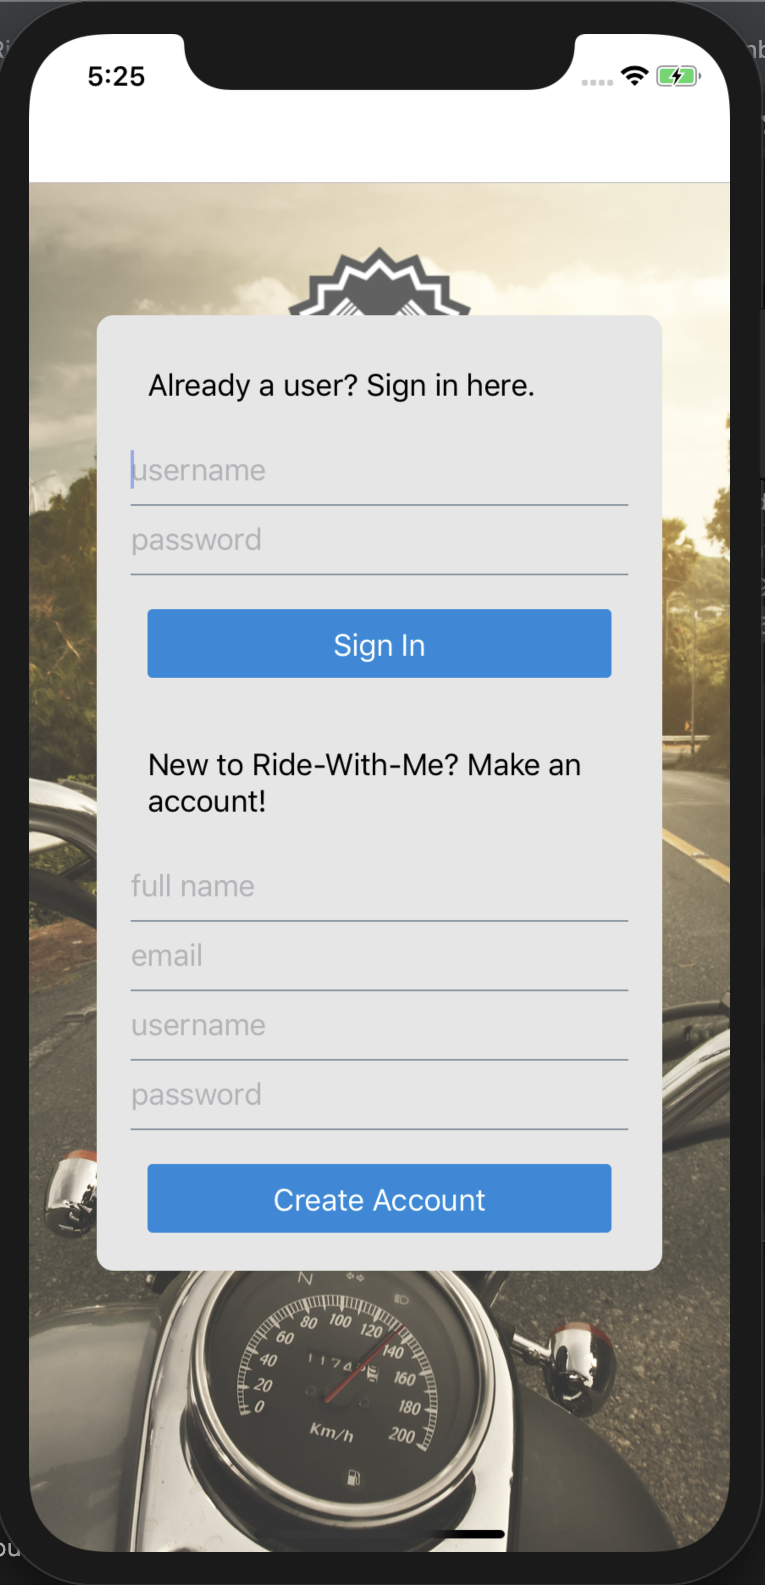 5:25
Already a user? Sign in here.
username
password
Sign In
New to Ride-With-Me? Make an
account!
full name
email
username
password
Create Account
N
0
20
40
60
80
100
120
140
160
180
200
Km/h